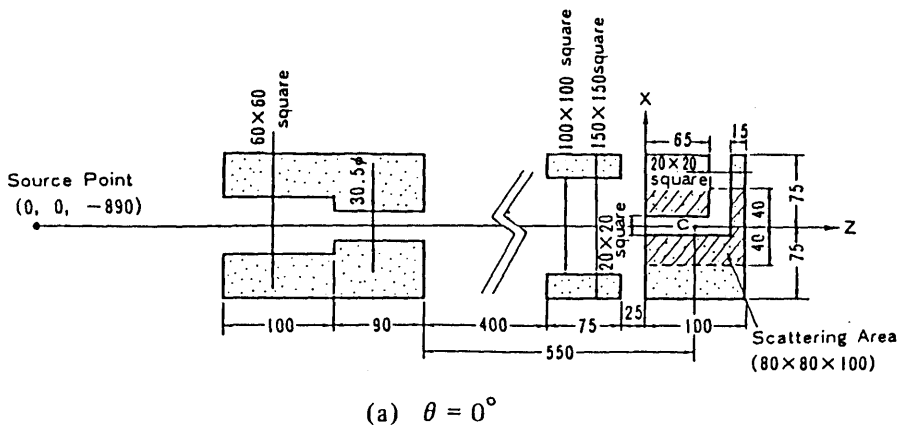 60×60
square
100×100 square
150×150square
X
65
15
20×20
square
30.5φ
Source Point
(0, 0, −890)
C
Z
20×20
square
40
40
75
75
100
90
400
75
25
100
550
Scattering Area
(80×80×100)
(a) θ = 0°